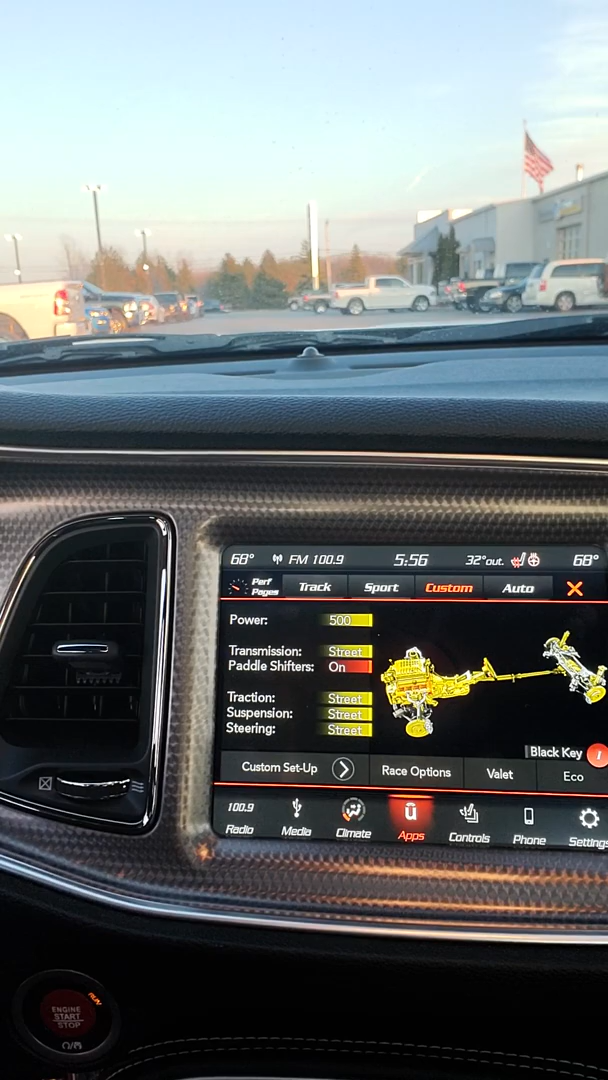 68° FM 100.9 5:56 32°out. 68°
Perf Pages Track Sport Custom Auto X
Power: 500
Transmission: Street
Paddle Shifters: On
Traction: Street
Suspension: Street
Steering: Street
Black Key !
Custom Set-Up Race Options Valet Eco
100.9
Radio Media Climate Apps Controls Phone Settings
RUN
ENGINE
START
STOP